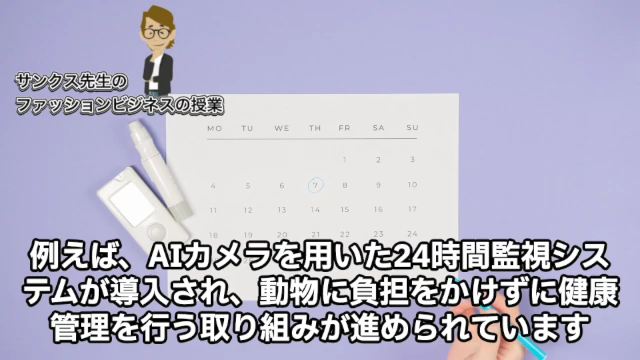 サンクス先生の
ファッションビジネスの授業
MO TU WE TH FR SA SU
1 2 3
4 5 6 7 8 9 10
11 12 13 14 15 16 17
18 19 20 21 22 23 24
例えば、AIカメラを用いた24時間監視シス
テムが導入され、動物に負担をかけずに健康
管理を行う取り組みが進められています